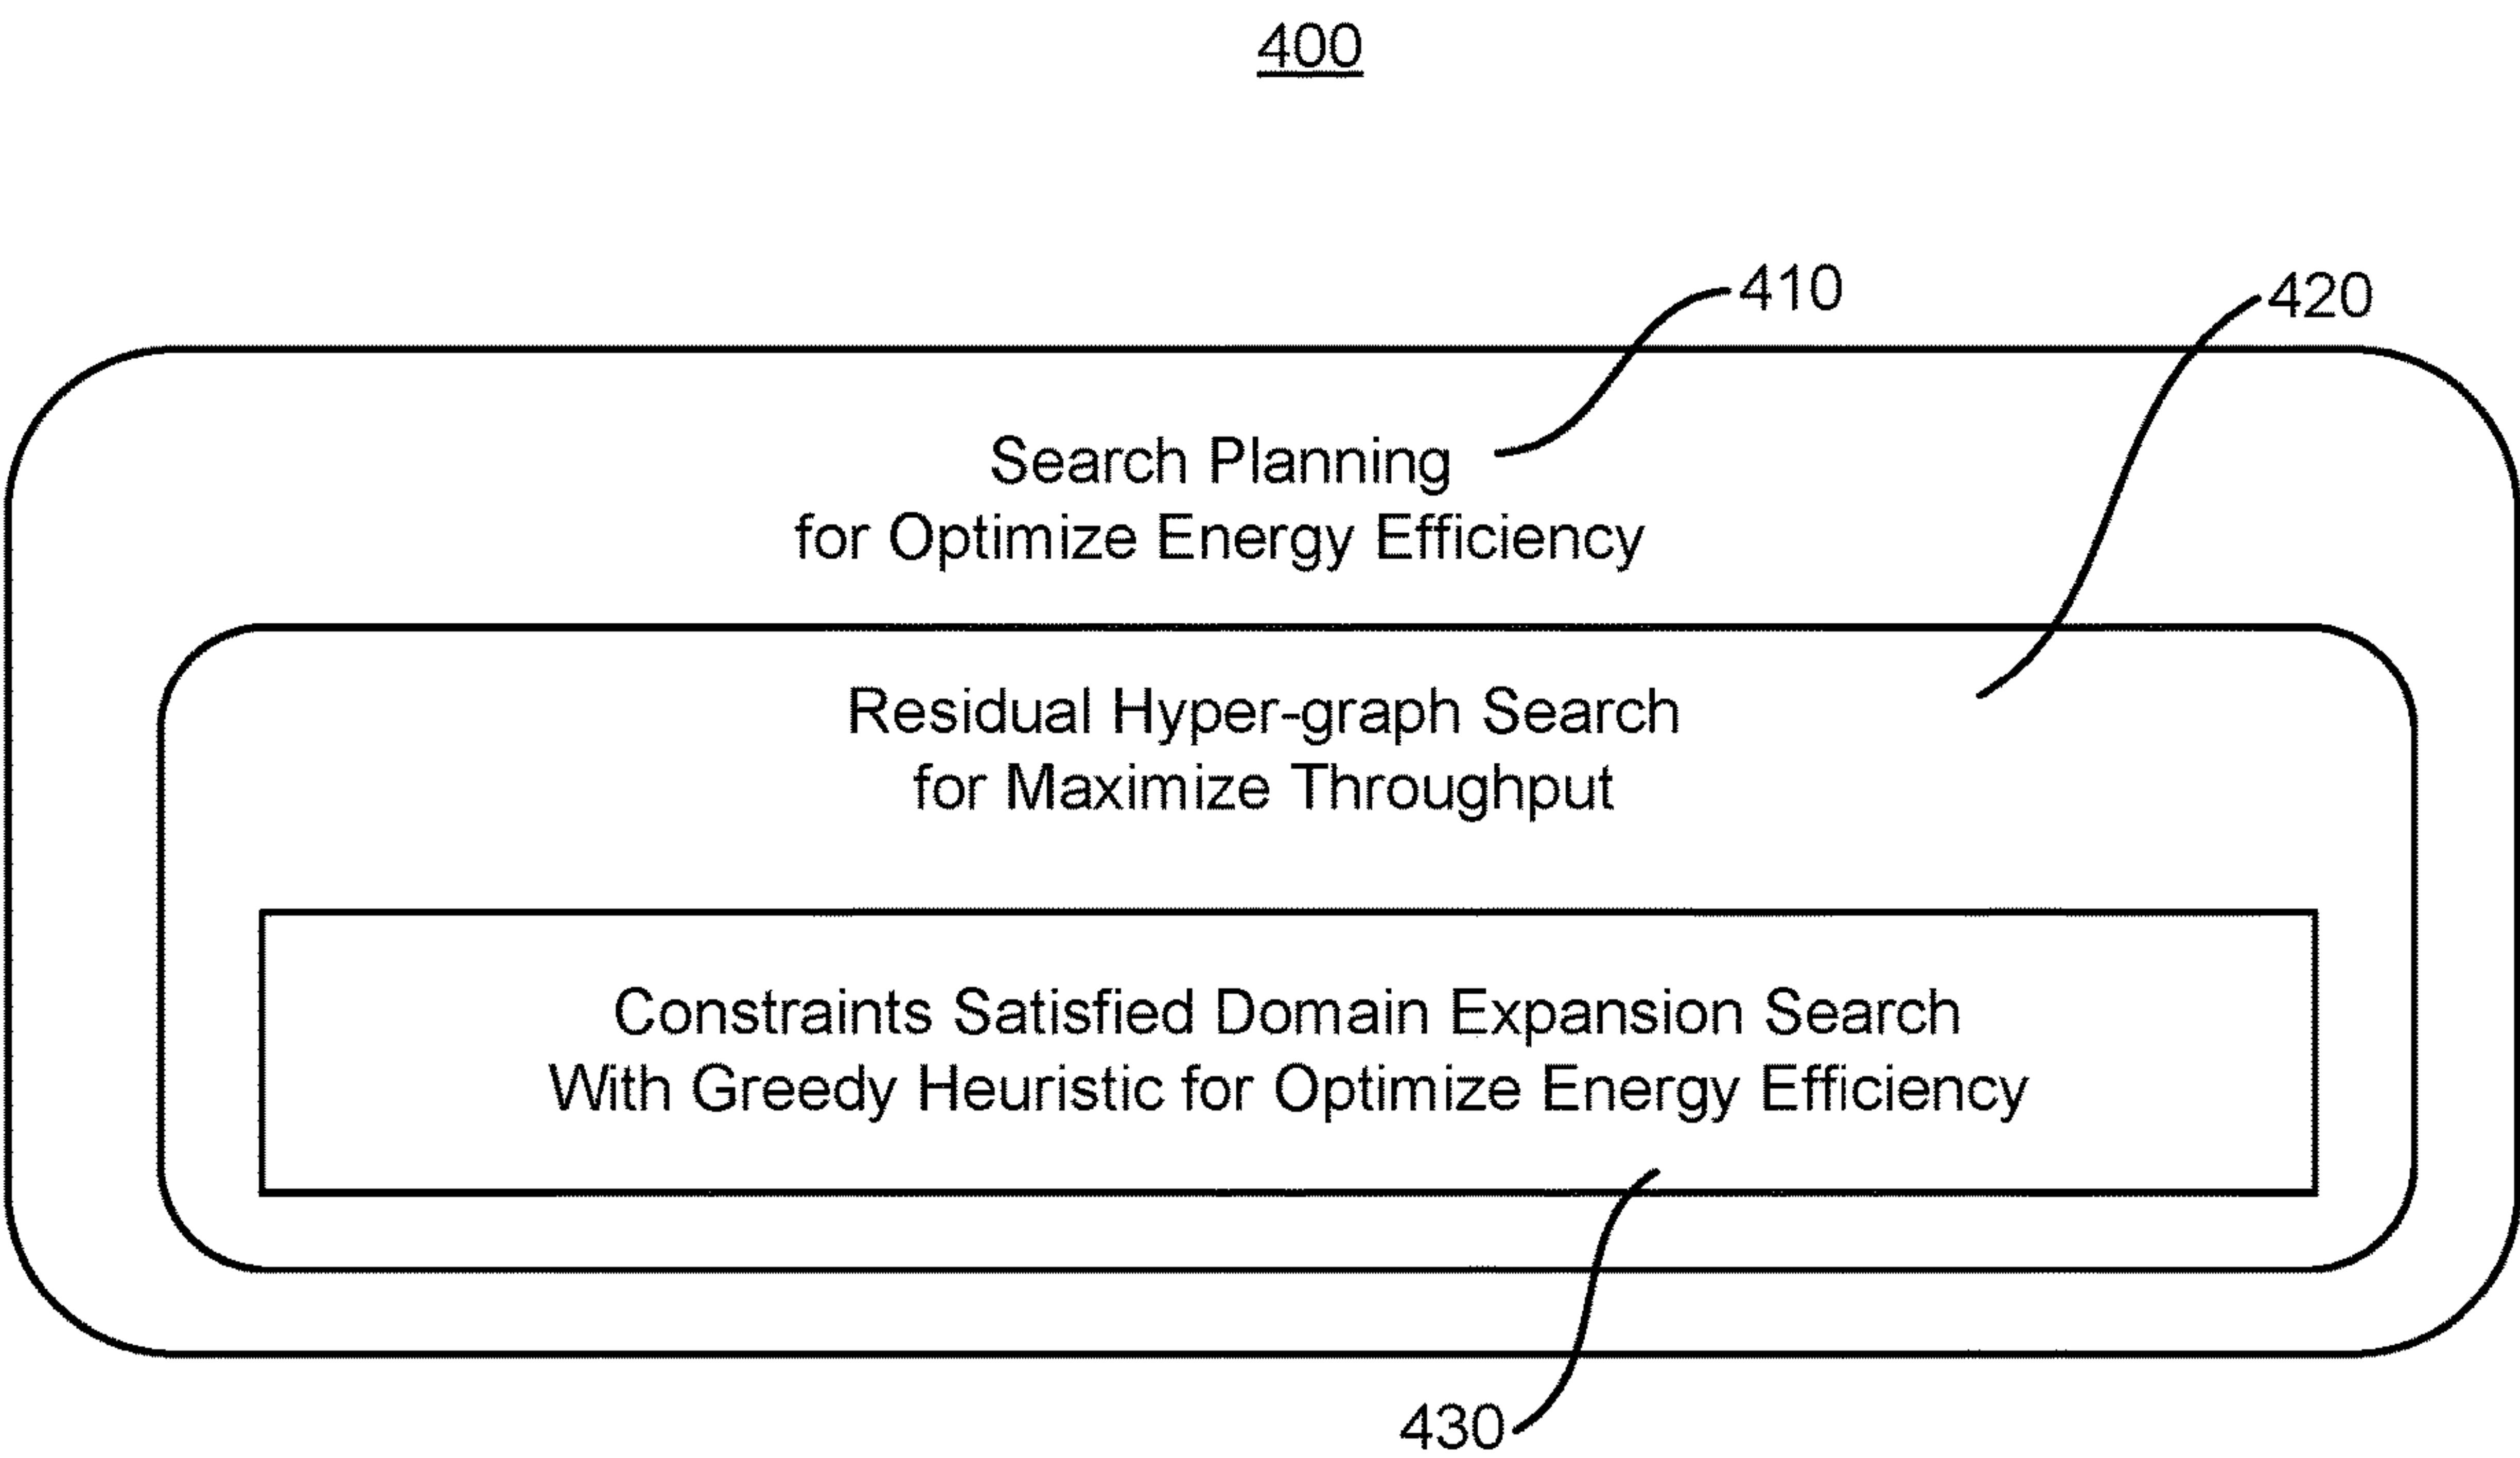 400
410
420
Search Planning
for Optimize Energy Efficiency
Residual Hyper-graph Search
for Maximize Throughput
Constraints Satisfied Domain Expansion Search
With Greedy Heuristic for Optimize Energy Efficiency
430